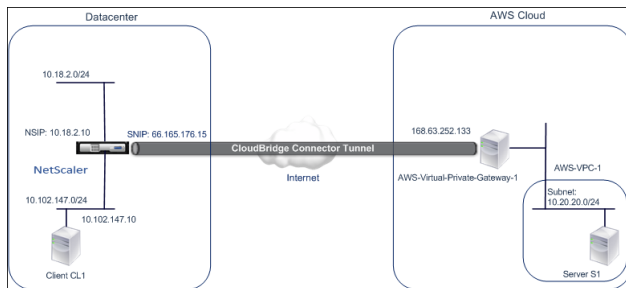 Datacenter
AWS Cloud
10.18.2.0/24
NSIP: 10.18.2.10
SNIP: 66.165.176.15
168.63.252.133
CloudBridge Connector Tunnel
NetScaler
Internet
AWS-Virtual-Private-Gateway-1
AWS-VPC-1
Subnet:
10.20.20.0/24
10.102.147.0/24
10.102.147.10
Client CL1
Server S1